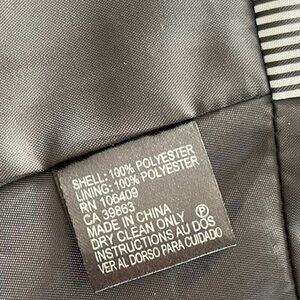 SHELL: 100% POLYESTER
LINING: 100% POLYESTER
RN 106409
CA 39863
MADE IN CHINA
DRY CLEAN ONLY Ⓟ
INSTRUCTIONS AU DOS
VER AL DORSO PARA CUIDADO